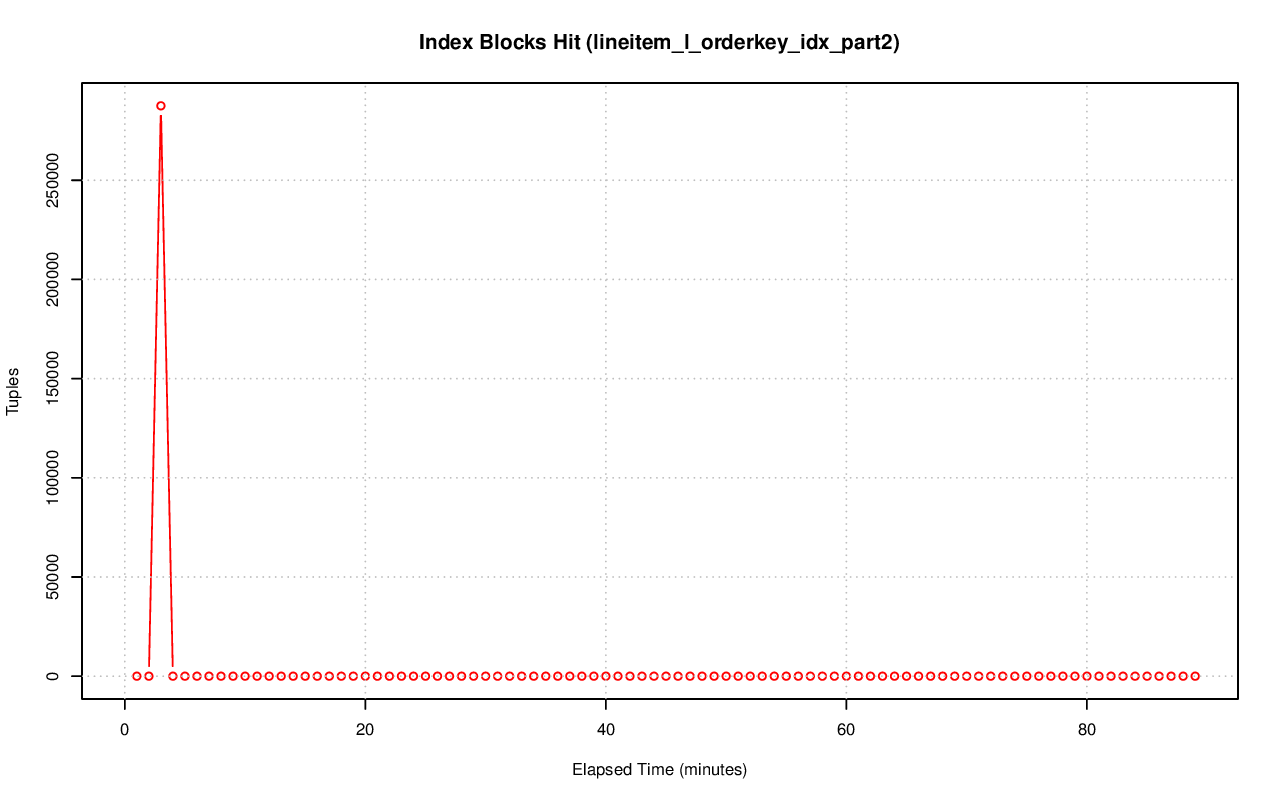 Index Blocks Hit (lineitem_l_orderkey_idx_part2)
Tuples
250000
200000
150000
100000
50000
0
0 20 40 60 80
Elapsed Time (minutes)